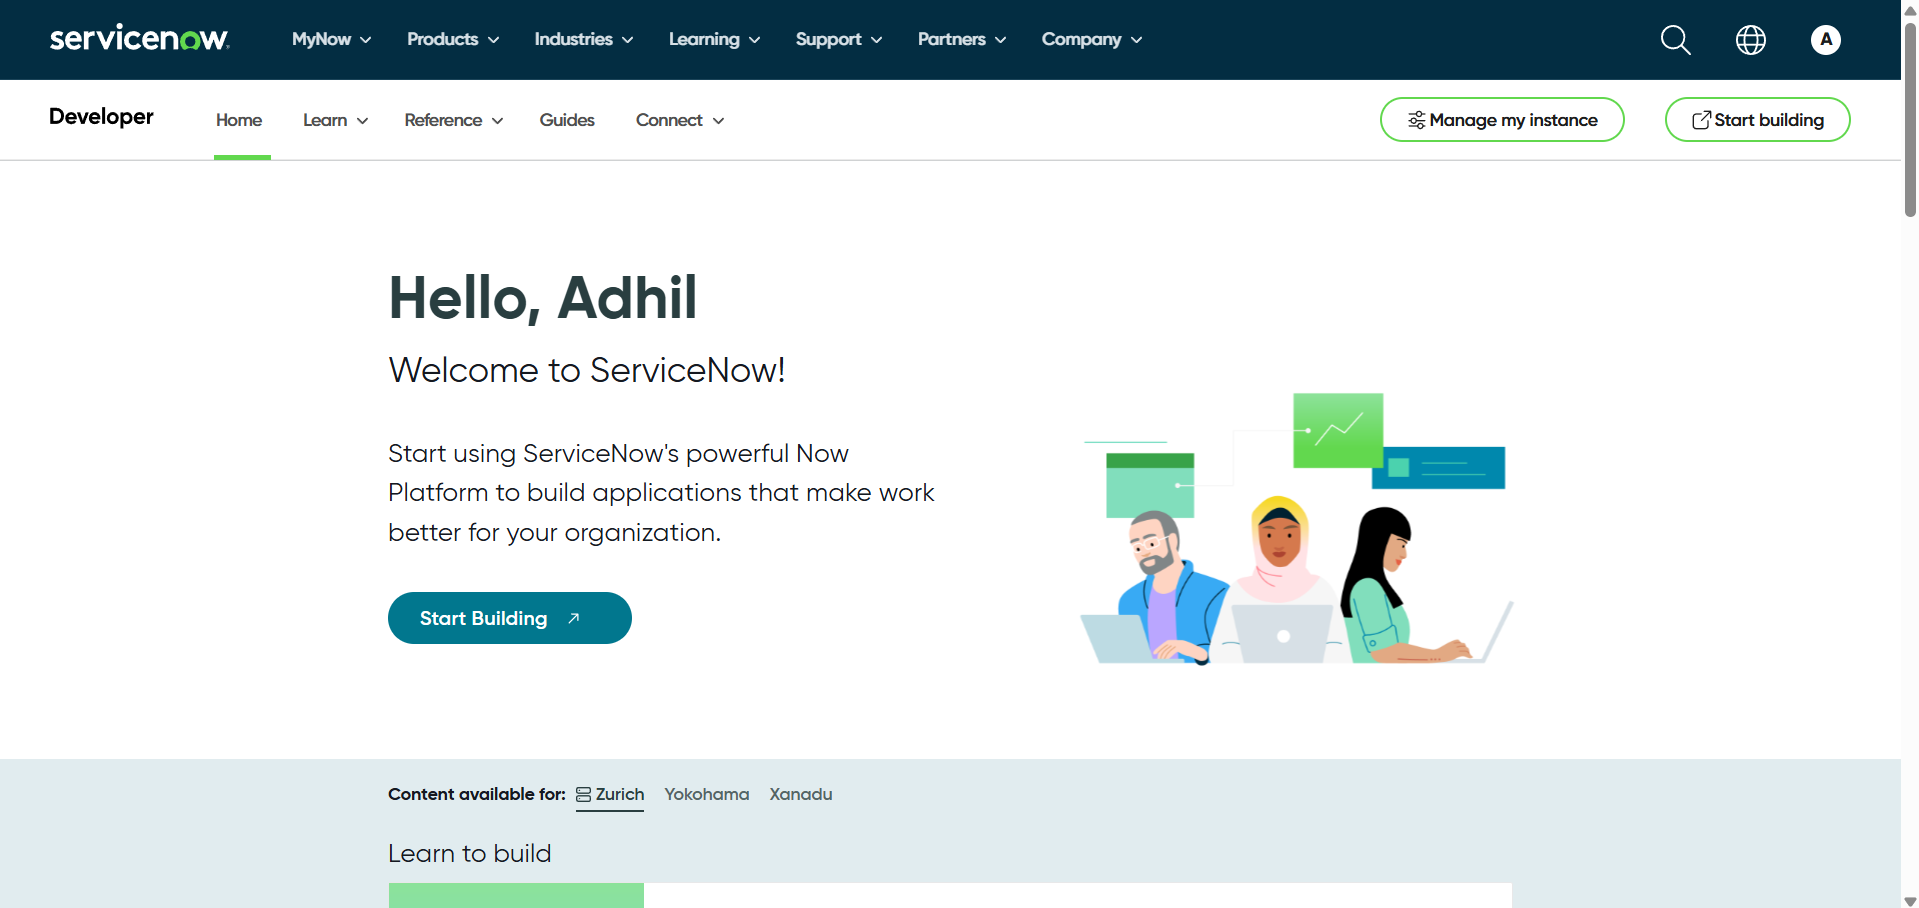 servicenow
MyNow Products Industries Learning Support Partners Company
A
Developer
Home Learn Reference Guides Connect
Manage my instance
Start building
Hello, Adhil
Welcome to ServiceNow!
Start using ServiceNow's powerful Now
Platform to build applications that make work
better for your organization.
Start Building
Content available for: Zurich Yokohama Xanadu
Learn to build